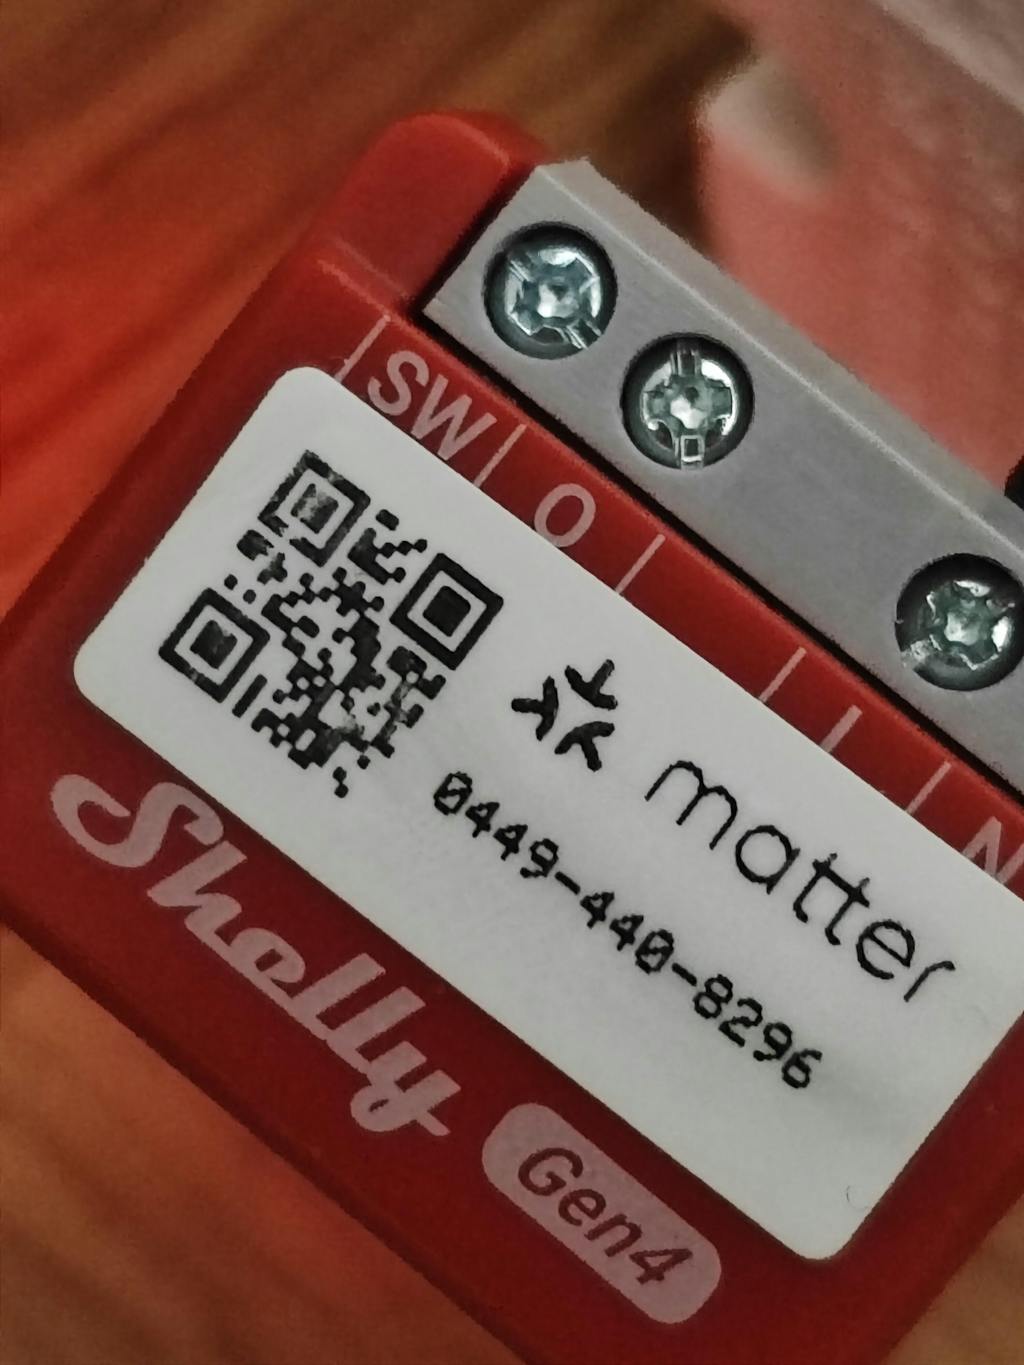 SW
O
L
N
matter
0449-440-8296
Shelly
Gen4